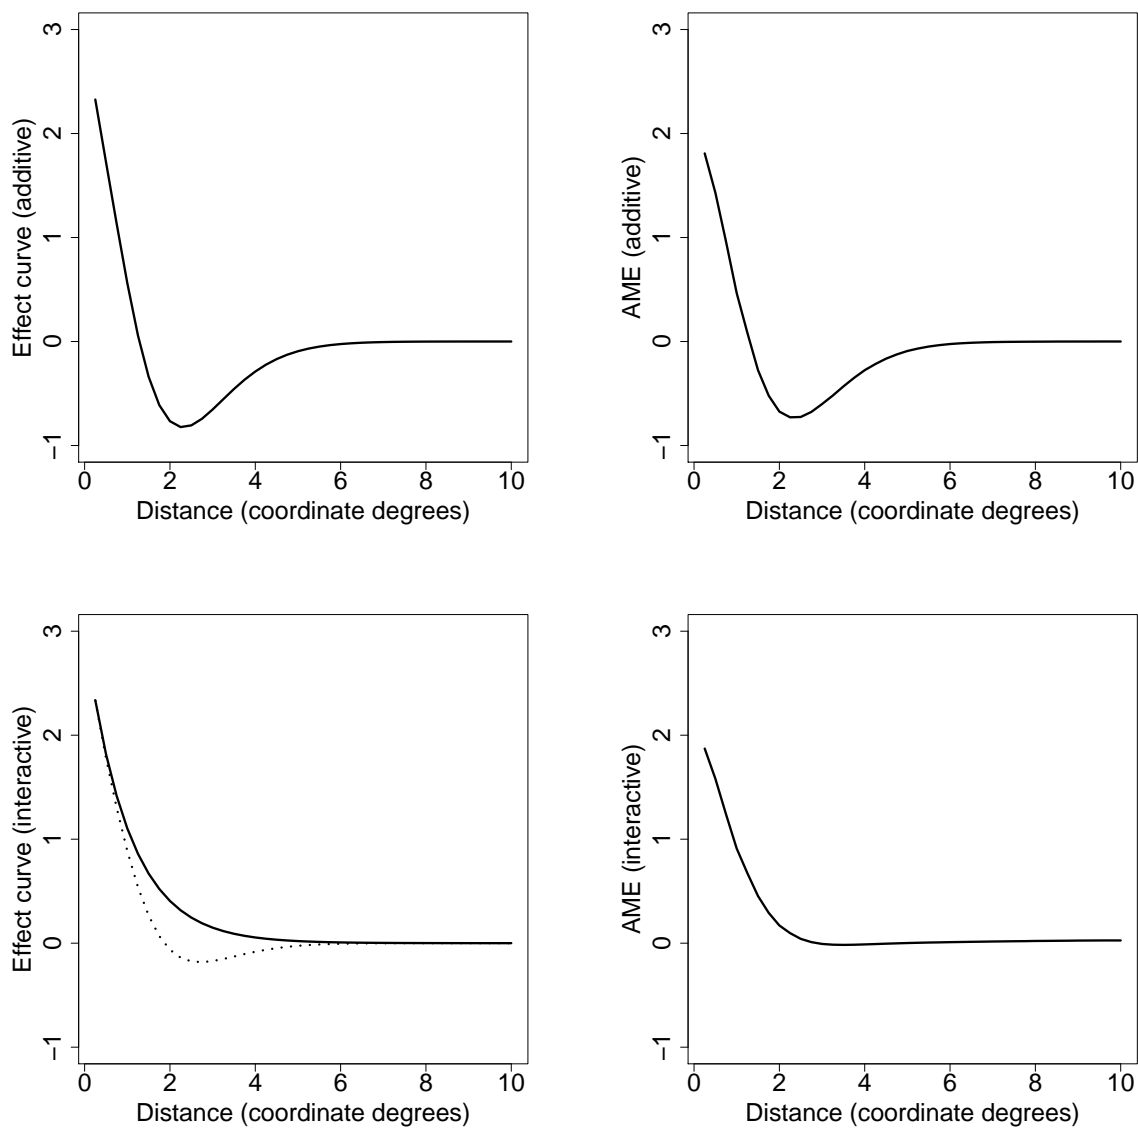 Effect curve (additive)
3
2
1
0
−1
0 2 4 6 8 10
Distance (coordinate degrees)
AME (additive)
3
2
1
0
−1
0 2 4 6 8 10
Distance (coordinate degrees)
Effect curve (interactive)
3
2
1
0
−1
0 2 4 6 8 10
Distance (coordinate degrees)
AME (interactive)
3
2
1
0
−1
0 2 4 6 8 10
Distance (coordinate degrees)